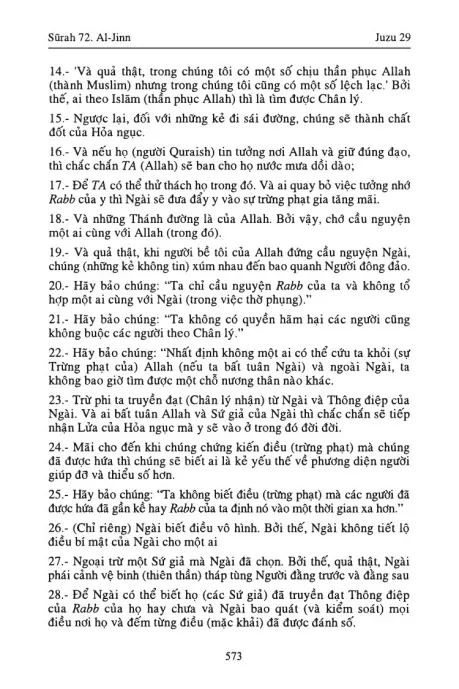 Sūrah 72. Al-Jinn Juzu 29
14.- 'Và quả thật, trong chúng tôi có một số chịu thần phục Allah
(thành Muslim) nhưng trong chúng tôi cũng có một số lệch lạc.' Bởi
thế, ai theo Islām (thần phục Allah) thì là tìm được Chân lý.
15.- Ngược lại, đối với những kẻ đi sái đường, chúng sẽ thành chất
đốt của Hỏa ngục.
16.- Và nếu họ (người Quraish) tin tưởng nơi Allah và giữ đúng đạo,
thì chắc chắn TA (Allah) sẽ ban cho họ nước mưa dồi dào;
17.- Để TA có thể thử thách họ trong đó. Và ai quay bỏ việc tưởng nhớ
Rabb của y thì Ngài sẽ đưa đẩy y vào sự trừng phạt gia tăng mãi.
18.- Và những Thánh đường là của Allah. Bởi vậy, chớ cầu nguyện
một ai cùng với Allah (trong đó).
19.- Và quả thật, khi người bề tôi của Allah đứng cầu nguyện Ngài,
chúng (những kẻ không tin) xúm nhau đến bao quanh Người đông đảo.
20.- Hãy bảo chúng: “Ta chỉ cầu nguyện Rabb của ta và không tổ
hợp một ai cùng với Ngài (trong việc thờ phụng).”
21.- Hãy bảo chúng: “Ta không có quyền hãm hại các người cũng
không buộc các người theo Chân lý.”
22.- Hãy bảo chúng: “Nhất định không một ai có thể cứu ta khỏi (sự
Trừng phạt của) Allah (nếu ta bất tuân Ngài) và ngoài Ngài, ta
không bao giờ tìm được một chỗ nương thân nào khác.
23.- Trừ phi ta truyền đạt (Chân lý nhận) từ Ngài và Thông điệp của
Ngài. Và ai bất tuân Allah và Sứ giả của Ngài thì chắc chắn sẽ tiếp
nhận Lửa của Hỏa ngục mà y sẽ vào ở trong đó đời đời.
24.- Mãi cho đến khi chúng chứng kiến điều (trừng phạt) mà chúng
đã được hứa thì chúng sẽ biết ai là kẻ yếu thế về phương diện người
giúp đỡ và thiểu số hơn.
25.- Hãy bảo chúng: “Ta không biết điều (trừng phạt) mà các người đã
được hứa đã gần kề hay Rabb của ta định nó vào một thời gian xa hơn.”
26.- (Chỉ riêng) Ngài biết điều vô hình. Bởi thế, Ngài không tiết lộ
điều bí mật của Ngài cho một ai
27.- Ngoại trừ một Sứ giả mà Ngài đã chọn. Bởi thế, quả thật, Ngài
phái cảnh vệ binh (thiên thần) tháp tùng Người đằng trước và đằng sau
28.- Để Ngài có thể biết họ (các Sứ giả) đã truyền đạt Thông điệp
của Rabb của họ hay chưa và Ngài bao quát (và kiểm soát) mọi
điều nơi họ và đếm từng điều (mặc khải) đã được đánh số.
573